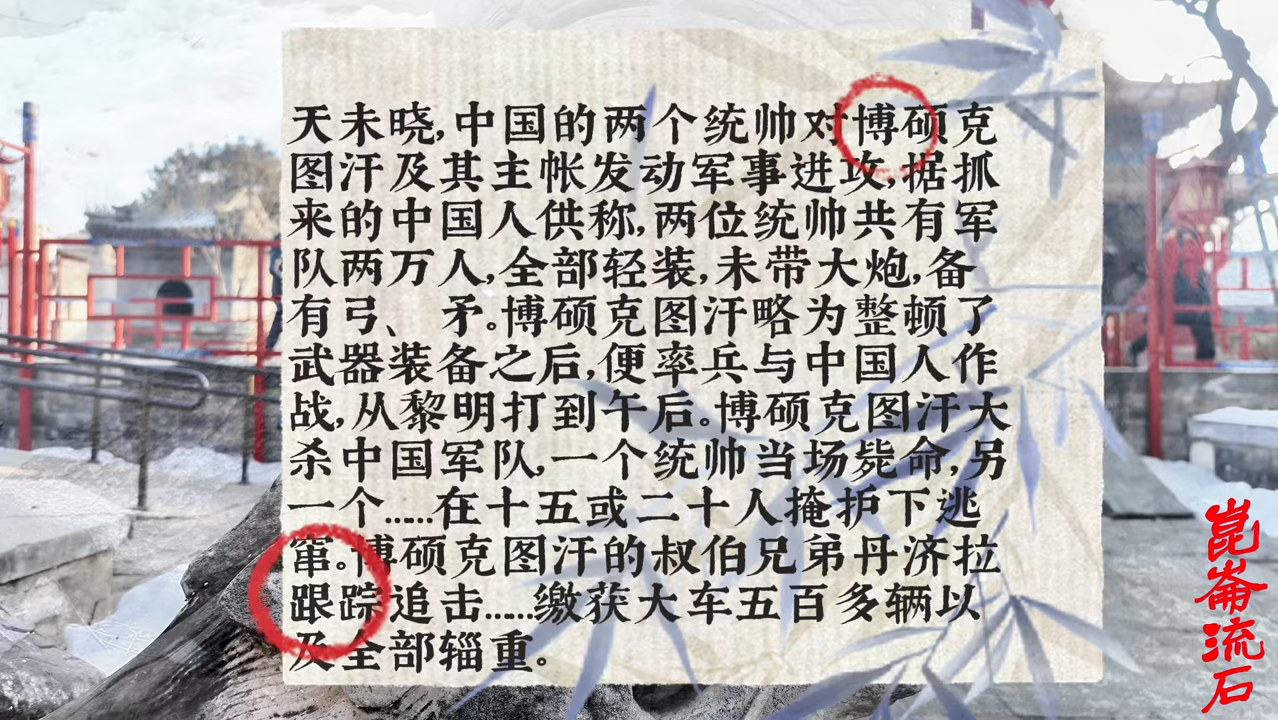 天未晓,中国的两个统帅对博硕克
图汗及其主帐发动军事进攻,据抓
来的中国人供称,两位统帅共有军
队两万人,全部轻装,未带大炮,备
有弓、 矛。博硕克图汗略为整顿了
武器装备之后,便率兵与中国人作
战,从黎明打到午后。博硕克图汗大
杀中国军队,一个统帅当场毙命,另
一个……在十五或二十人掩护下逃
窜。博硕克图汗的叔伯兄弟丹济拉
跟踪追击……缴获大车五百多辆以
及全部辎重。
崑崙流石